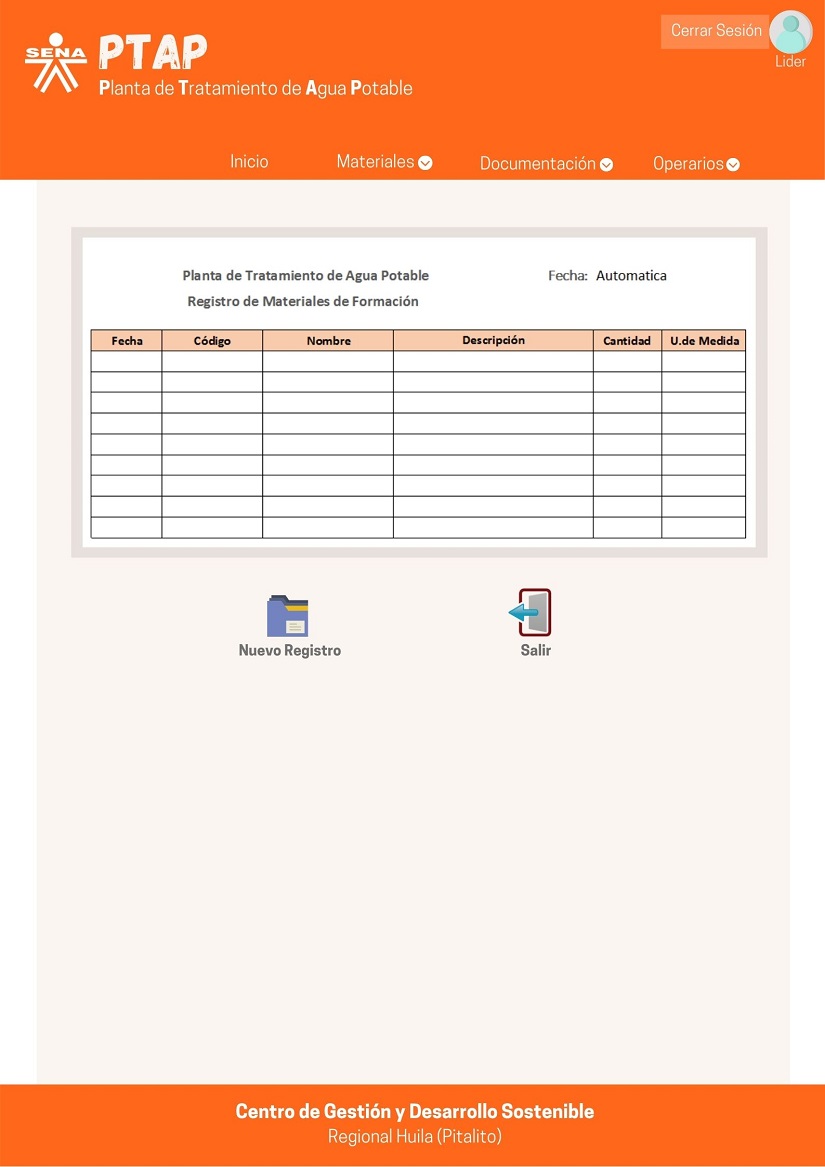 Cerrar Sesión
SENA PTAP
Planta de Tratamiento de Agua Potable
Lider
Inicio Materiales Documentación Operarios
Planta de Tratamiento de Agua Potable Fecha: Automatica
Registro de Materiales de Formación
Fecha Código Nombre Descripción Cantidad U.de Medida
Nuevo Registro Salir
Centro de Gestión y Desarrollo Sostenible
Regional Huila (Pitalito)